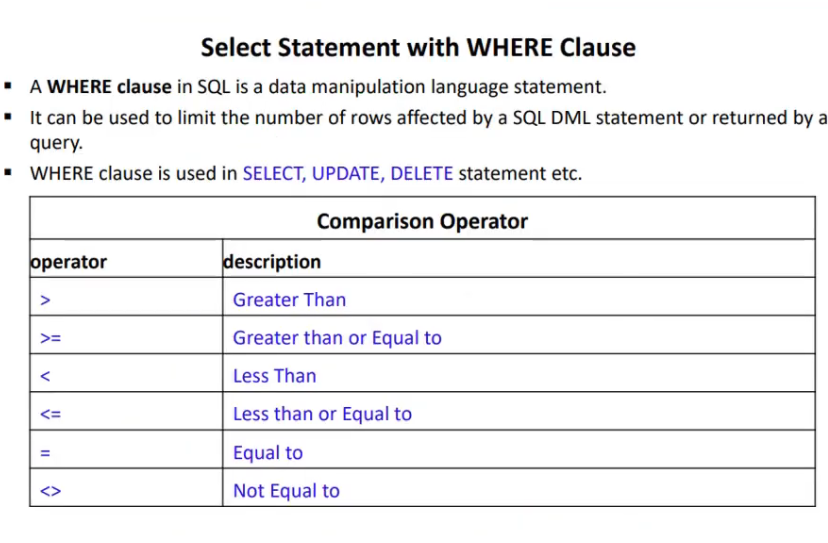 Select Statement with WHERE Clause
▪ A WHERE clause in SQL is a data manipulation language statement.
▪ It can be used to limit the number of rows affected by a SQL DML statement or returned by a
query.
▪ WHERE clause is used in SELECT, UPDATE, DELETE statement etc.
Comparison Operator
operator description
> Greater Than
>= Greater than or Equal to
< Less Than
<= Less than or Equal to
= Equal to
<> Not Equal to